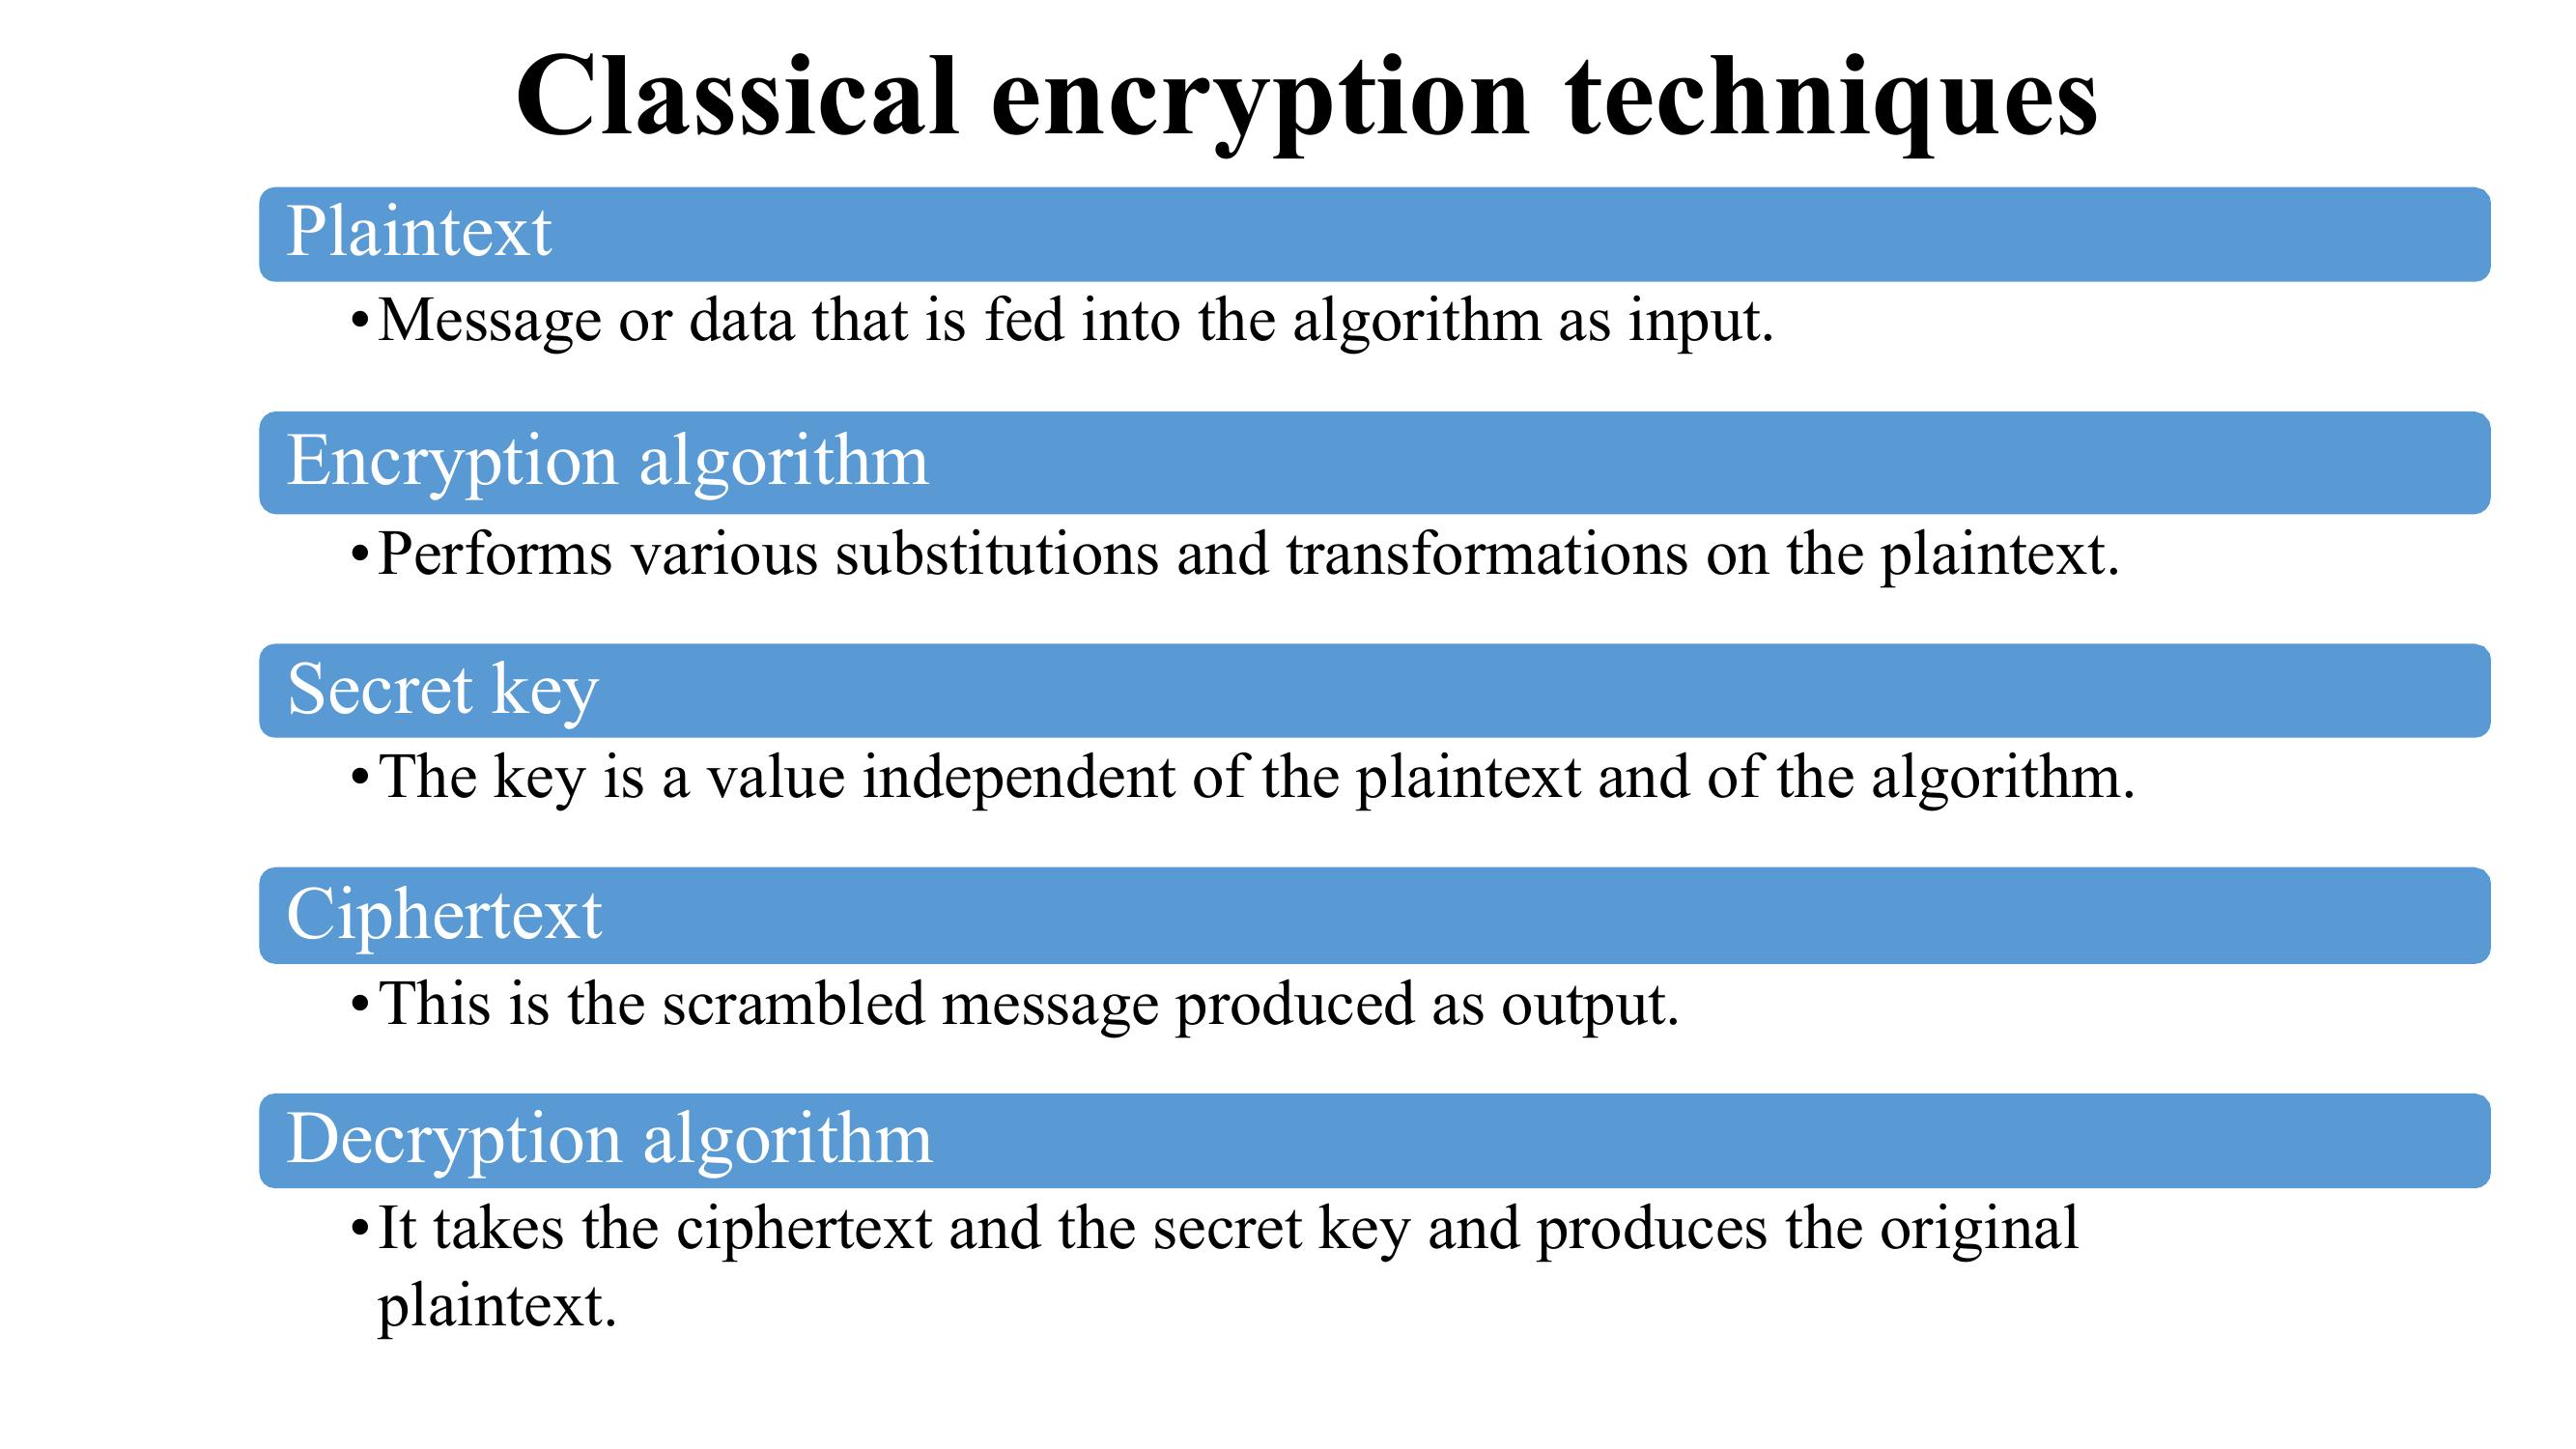 Classical encryption techniques
Plaintext
•Message or data that is fed into the algorithm as input.
Encryption algorithm
•Performs various substitutions and transformations on the plaintext.
Secret key
•The key is a value independent of the plaintext and of the algorithm.
Ciphertext
•This is the scrambled message produced as output.
Decryption algorithm
•It takes the ciphertext and the secret key and produces the original
plaintext.